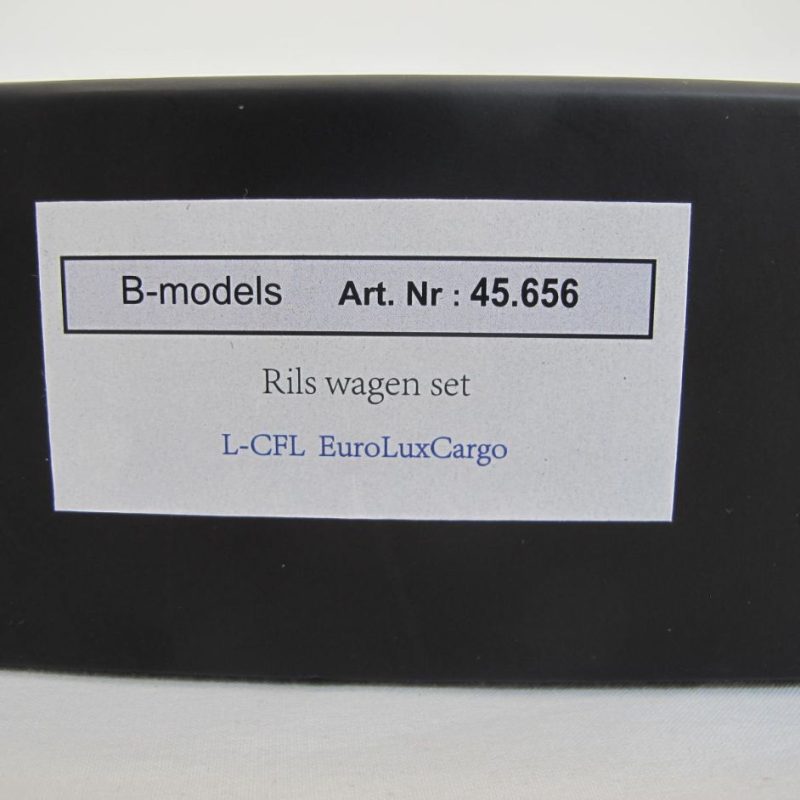 B-models Art. Nr : 45.656
Rils wagen set
L-CFL EuroLuxCargo